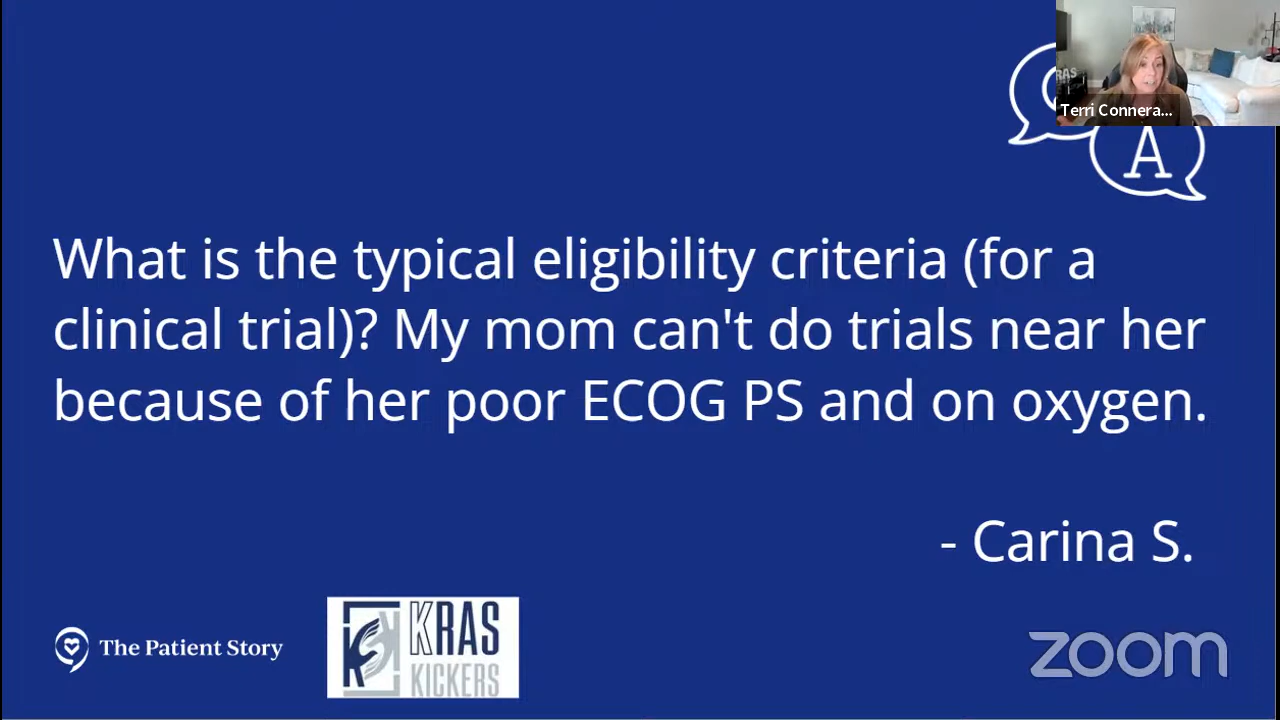 Terri Connera...
A
What is the typical eligibility criteria (for a
clinical trial)? My mom can't do trials near her
because of her poor ECOG PS and on oxygen.
- Carina S.
The Patient Story
KRAS
KICKERS
zoom